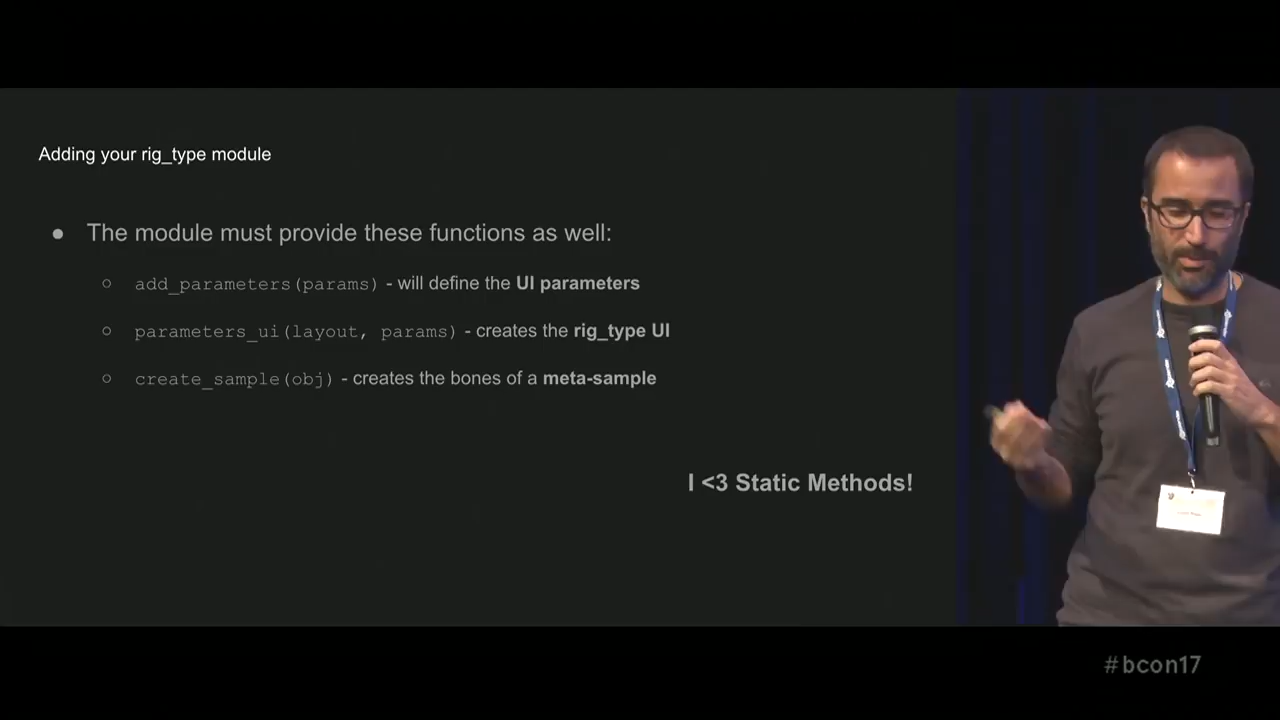 Adding your rig_type module
● The module must provide these functions as well:
○ add_parameters(params) - will define the UI parameters
○ parameters_ui(layout, params) - creates the rig_type UI
○ create_sample(obj) - creates the bones of a meta-sample
I <3 Static Methods!
#bcon17